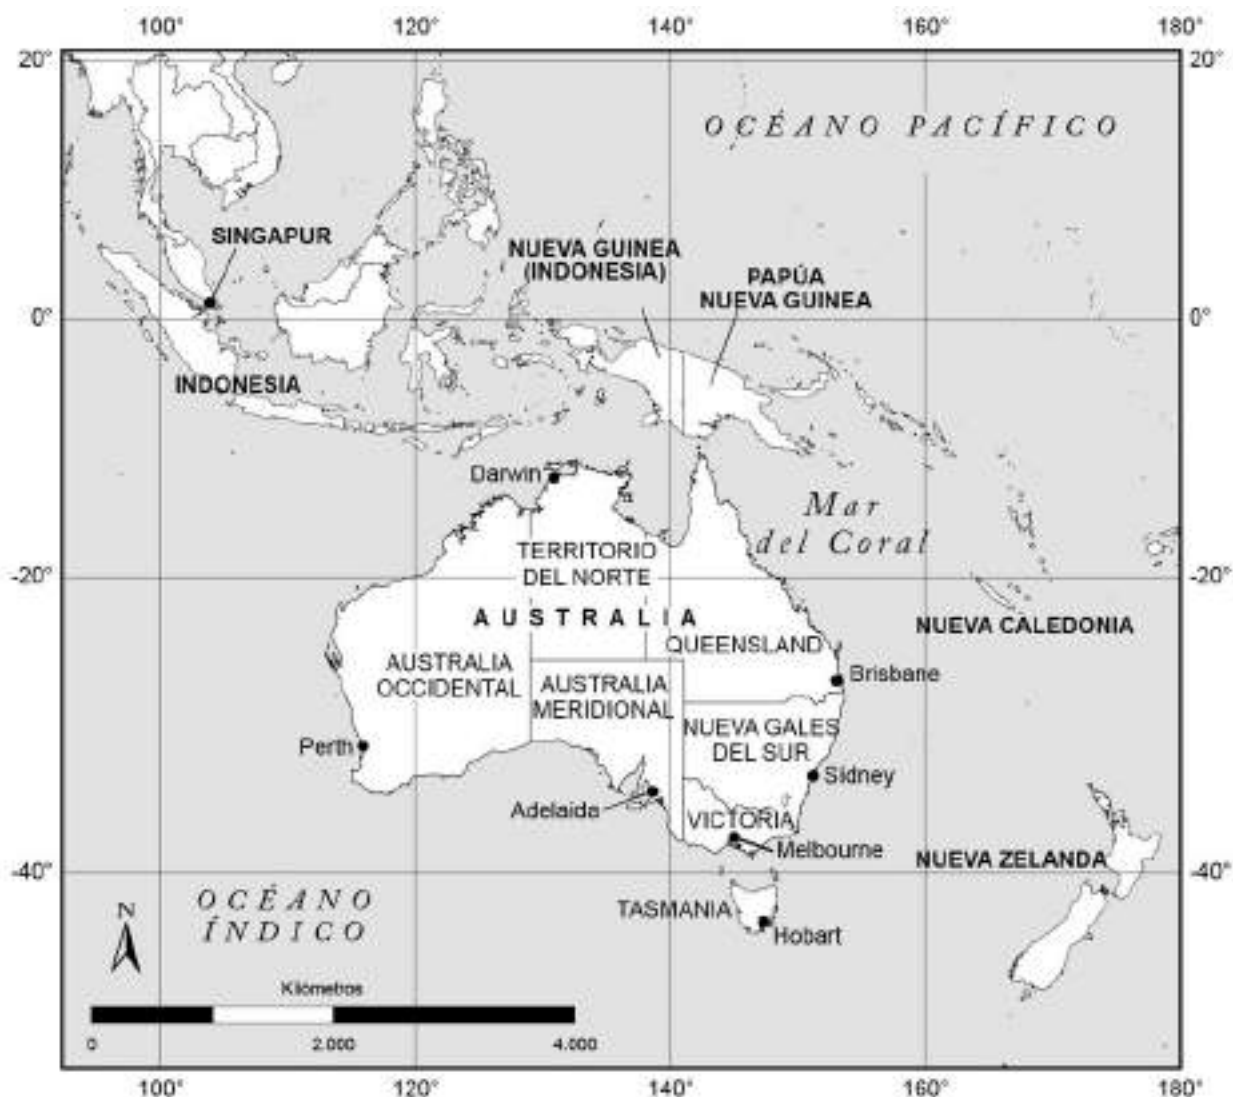 100° 120° 140° 160° 180°
20° 20°
OCÉANO PACÍFICO
SINGAPUR
NUEVA GUINEA
(INDONESIA)
PAPÚA
NUEVA GUINEA
0° 0°
INDONESIA
Darwin
Mar
del Coral
TERRITORIO
DEL NORTE
-20° -20°
AUSTRALIA
NUEVA CALEDONIA
QUEENSLAND
AUSTRALIA
OCCIDENTAL
AUSTRALIA
MERIDIONAL
Brisbane
NUEVA GALES
DEL SUR
Perth
Sídney
Adelaida
VICTORIA
Melbourne
NUEVA ZELANDA
-40° -40°
OCÉANO
ÍNDICO
N
TASMANIA
Hobart
Kilómetros
0 2.000 4.000
100° 120° 140° 160° 180°